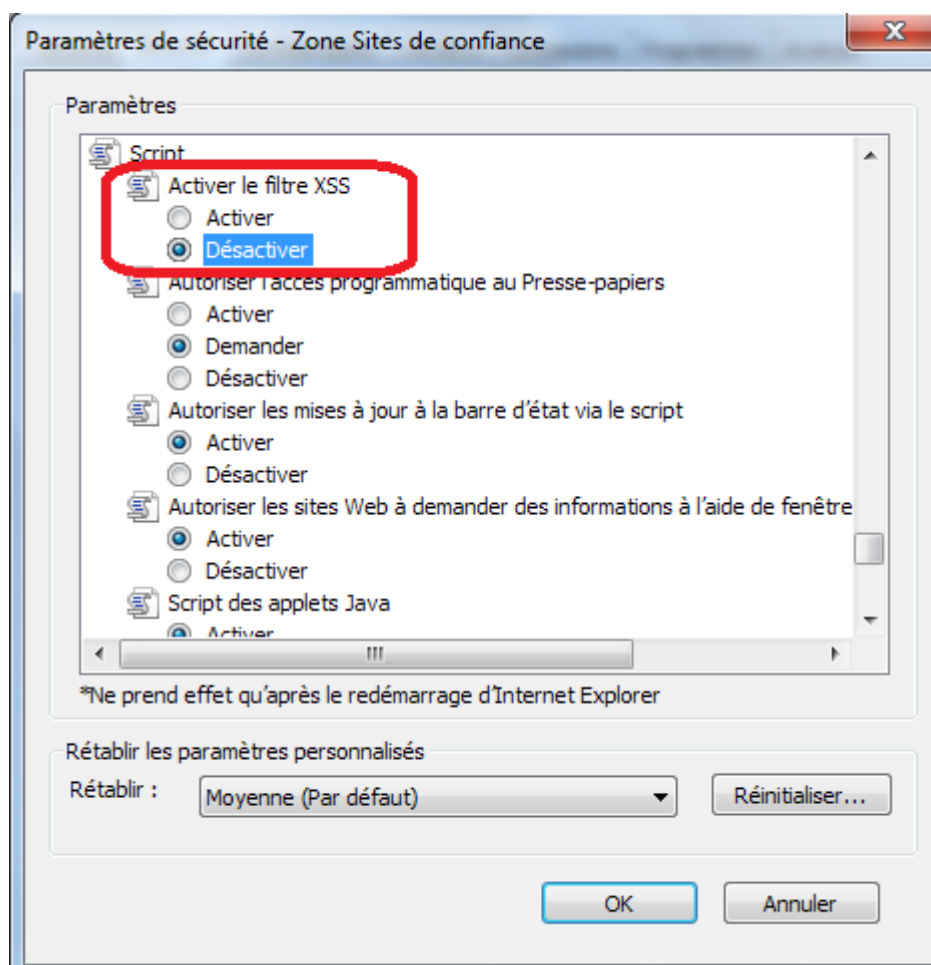 Paramètres de sécurité - Zone Sites de confiance
Paramètres
Script
Activer le filtre XSS
Activer
Désactiver
Autoriser l'accès programmatique au Presse-papiers
Activer
Demander
Désactiver
Autoriser les mises à jour à la barre d'état via le script
Activer
Désactiver
Autoriser les sites Web à demander des informations à l'aide de fenêtre
Activer
Désactiver
Script des applets Java
Activer
*Ne prend effet qu'après le redémarrage d'Internet Explorer
Rétablir les paramètres personnalisés
Rétablir :
Moyenne (Par défaut)
Réinitialiser...
OK
Annuler